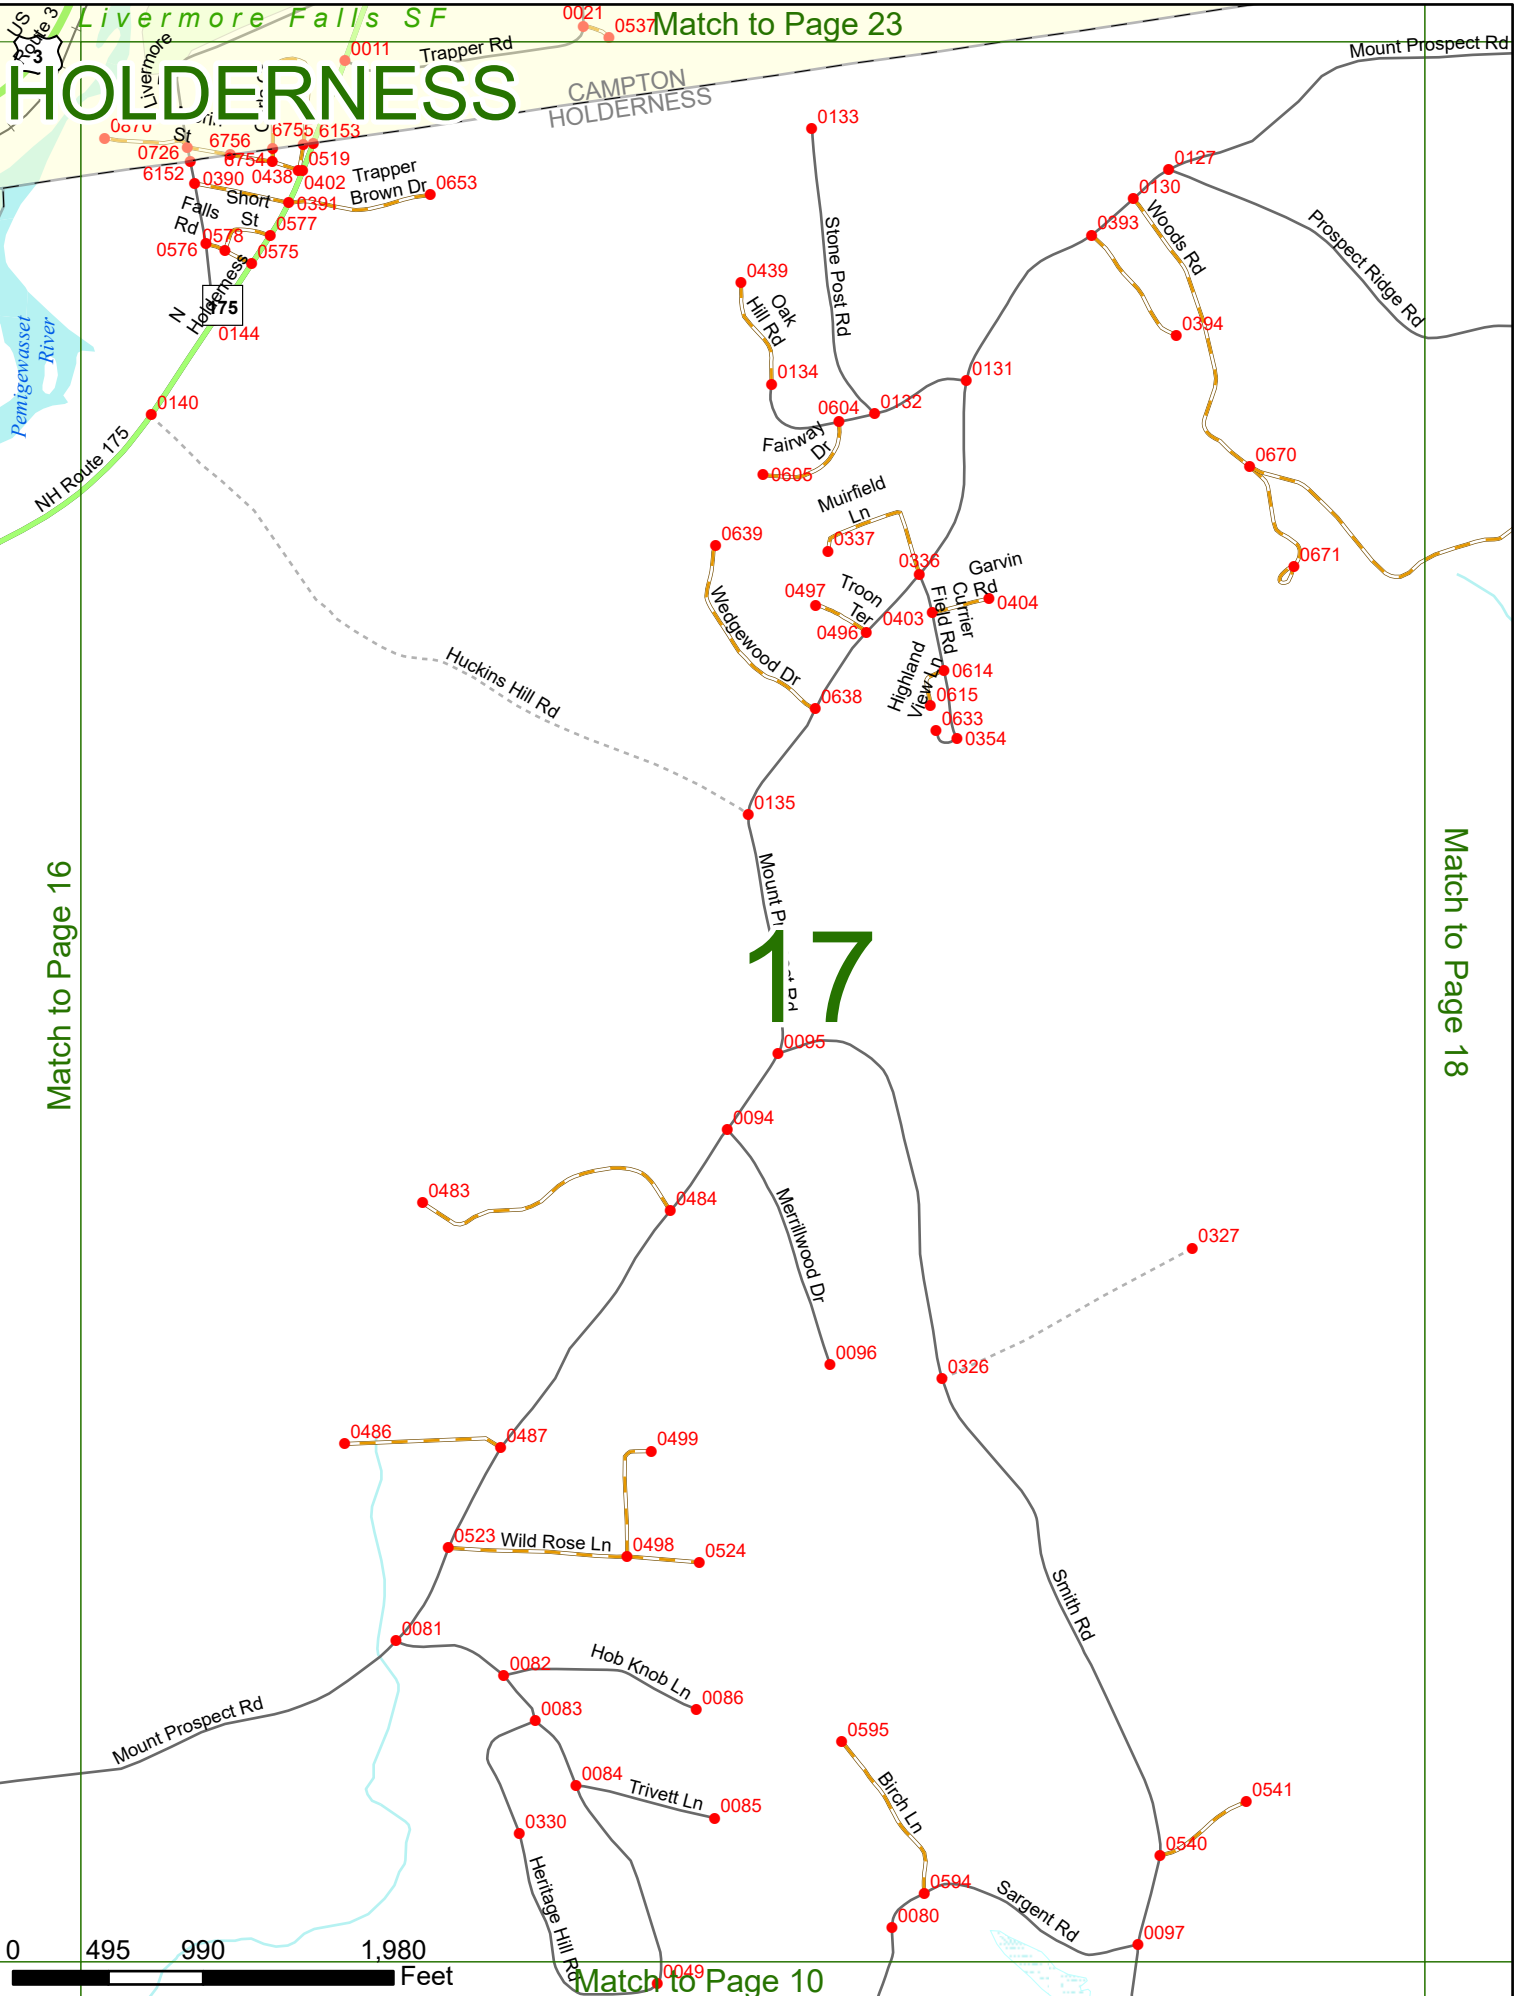 US
Route 3
3
Livermore Falls SF
Match to Page 23
HOLDERNESS
Livermore
0021
0537
0011
Trapper Rd
CAMPTON
HOLDERNESS
Mount Prospect Rd
0870
St
0726
6756
6755
6153
6754
0519
6152
0390
0438
0402
Trapper
Brown Dr
0653
0391
Short
St
Falls
Rd
0577
0576
0578
0575
N
Holderness
175
0144
Pemigewasset
River
0140
NH Route 175
0133
Stone Post Rd
0127
0130
0393
Woods Rd
Prospect Ridge Rd
0394
0439
Oak
Hill Rd
0134
0131
0132
0604
Fairway
Dr
0605
0670
0671
Muirfield
Ln
0337
0639
0336
Garvin
Rd
0404
Troon
Ter
0497
0496
0403
Currier
Field Rd
Wedgewood Dr
Highland
View Ln
0614
0615
0638
0633
0354
Huckins Hill Rd
0135
Match to Page 16
Match to Page 18
17
0095
0094
0483
0484
Merrillwood Dr
0327
0096
0326
0486
0487
0499
0523
Wild Rose Ln
0498
0524
Smith Rd
0081
0082
Hob Knob Ln
0086
0083
Mount Prospect Rd
0084
Trivett Ln
0085
0595
Birch Ln
0541
0330
0540
Heritage Hill Rd
0594
Sargent Rd
0080
0097
0 495 990 1,980
Feet
0049
Match to Page 10